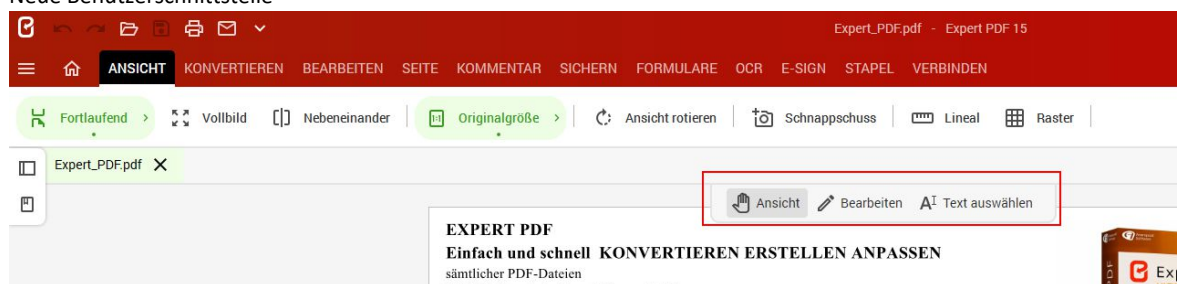 Neue Benutzerschnittstelle
Expert_PDF.pdf - Expert PDF 15
ANSICHT KONVERTIEREN BEARBEITEN SEITE KOMMENTAR SICHERN FORMULARE OCR E-SIGN STAPEL VERBINDEN
Fortlaufend > Vollbild Nebeneinander Originalgröße > Ansicht rotieren Schnappschuss Lineal Raster
Expert_PDF.pdf
Ansicht Bearbeiten Text auswählen
EXPERT PDF
Einfach und schnell KONVERTIEREN ERSTELLEN ANPASSEN
sämtlicher PDF-Dateien